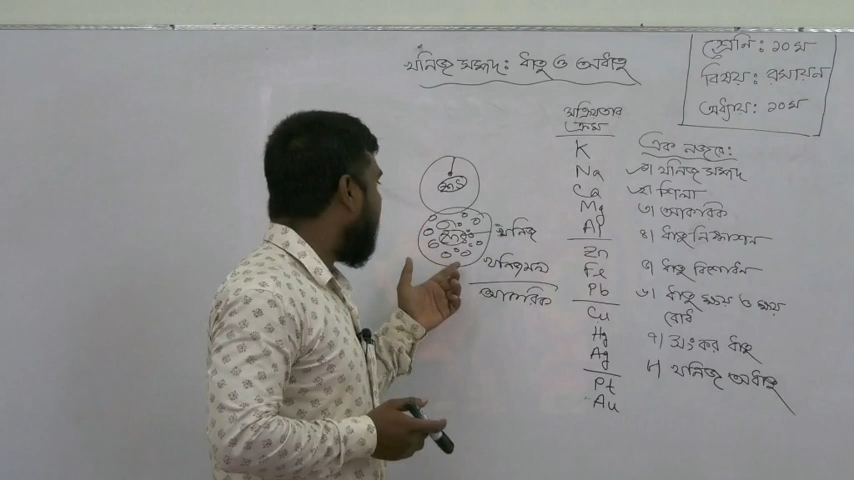 খনিজ সম্পদ: ধাতু ও অধাতু
শ্রেনি: ১০ম
বিষয়: রসায়ন
অধ্যায়: ১০ম
সক্রিয়তার
ক্রম
K
Na
Ca
Mg
Al
Zn
Fe
Pb
Cu
Hg
Ag
Pt
Au
এক নজরে:
১) খনিজ সম্পদ
২) শিলা
৩) আকরিক
৪) ধাতু নিষ্কাশন
৫) ধাতু বিশোধন
৬) ধাতু ক্ষয় ও ক্ষয়
রোধ
৭) সংকর ধাতু
৮) খনিজ অধাতু
খনিজ
খনিজমল
আকরিক